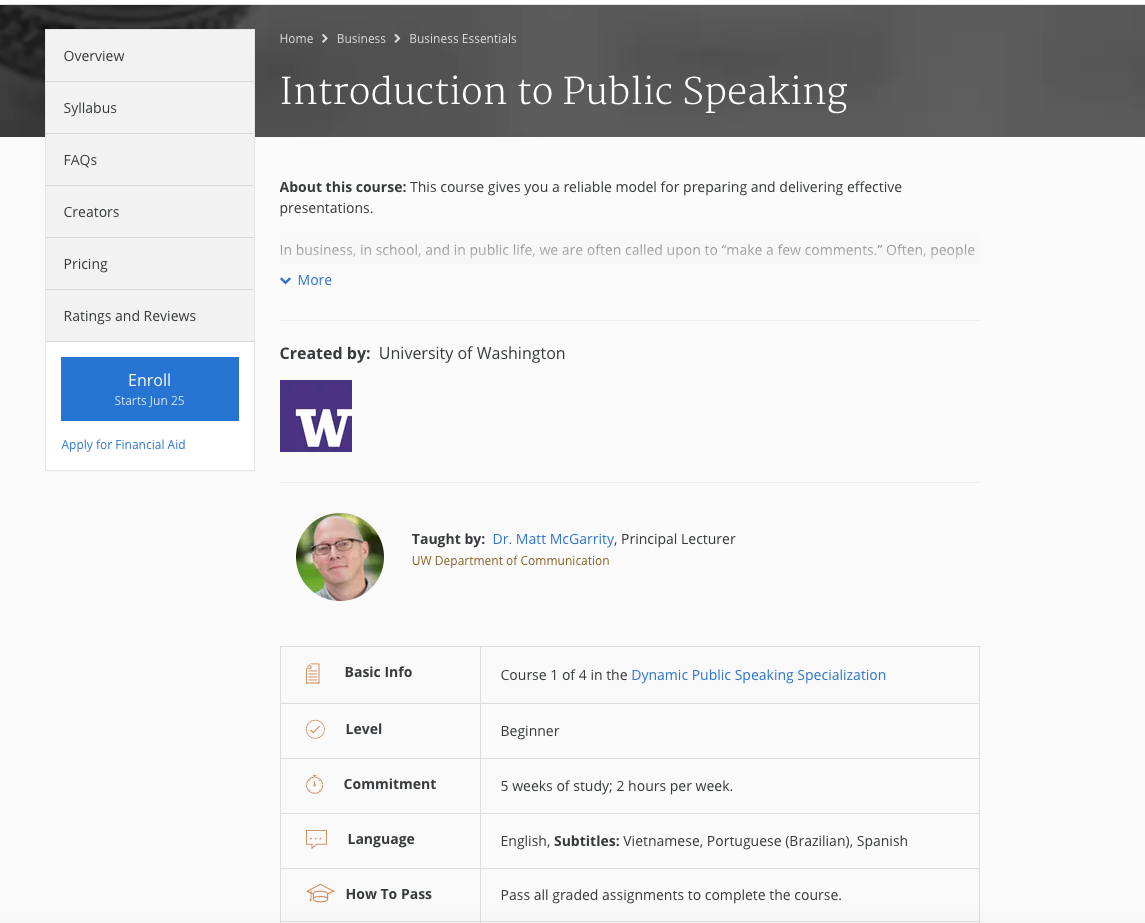 Home > Business > Business Essentials
Introduction to Public Speaking
Overview
Syllabus
FAQs
Creators
Pricing
Ratings and Reviews
Enroll
Starts Jun 25
Apply for Financial Aid
About this course: This course gives you a reliable model for preparing and delivering effective
presentations.
In business, in school, and in public life, we are often called upon to “make a few comments.” Often, people
More
Created by: University of Washington
W
Taught by: Dr. Matt McGarrity, Principal Lecturer
UW Department of Communication
Basic Info
Course 1 of 4 in the Dynamic Public Speaking Specialization
Level
Beginner
Commitment
5 weeks of study; 2 hours per week.
Language
English, Subtitles: Vietnamese, Portuguese (Brazilian), Spanish
How To Pass
Pass all graded assignments to complete the course.